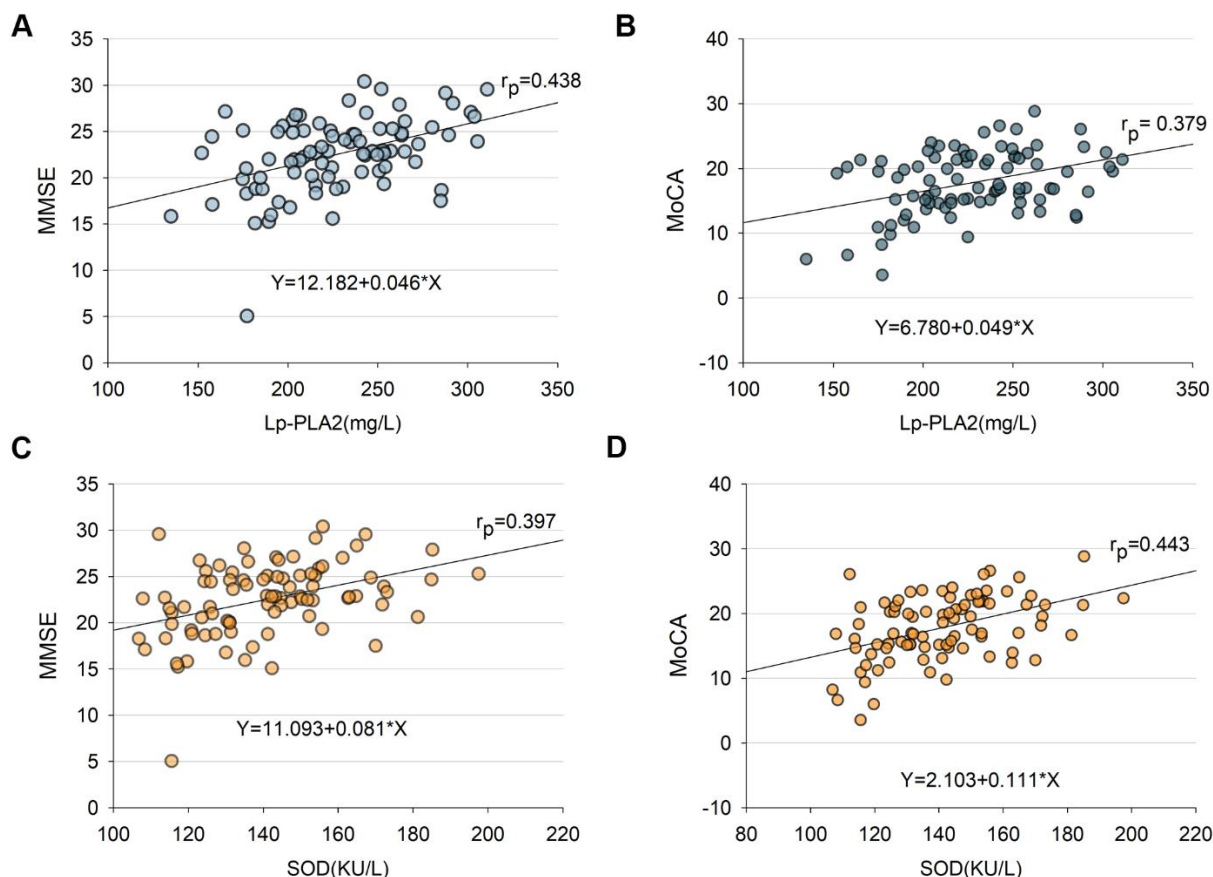 A
MMSE
35
30
25
20
15
10
5
0
rp=0.438
Y=12.182+0.046*X
100 150 200 250 300 350
Lp-PLA2(mg/L)
B
MoCA
40
30
20
10
0
-10
rp= 0.379
Y=6.780+0.049*X
100 150 200 250 300 350
Lp-PLA2(mg/L)
C
MMSE
35
30
25
20
15
10
5
0
rp=0.397
Y=11.093+0.081*X
100 120 140 160 180 200 220
SOD(KU/L)
D
MoCA
40
30
20
10
0
-10
rp=0.443
Y=2.103+0.111*X
80 100 120 140 160 180 200 220
SOD(KU/L)